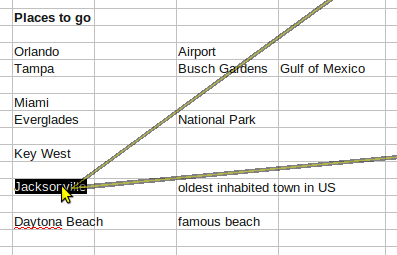 Places to go
Orlando Airport
Tampa Busch Gardens Gulf of Mexico
Miami
Everglades National Park
Key West
Jacksonville oldest inhabited town in US
Daytona Beach famous beach